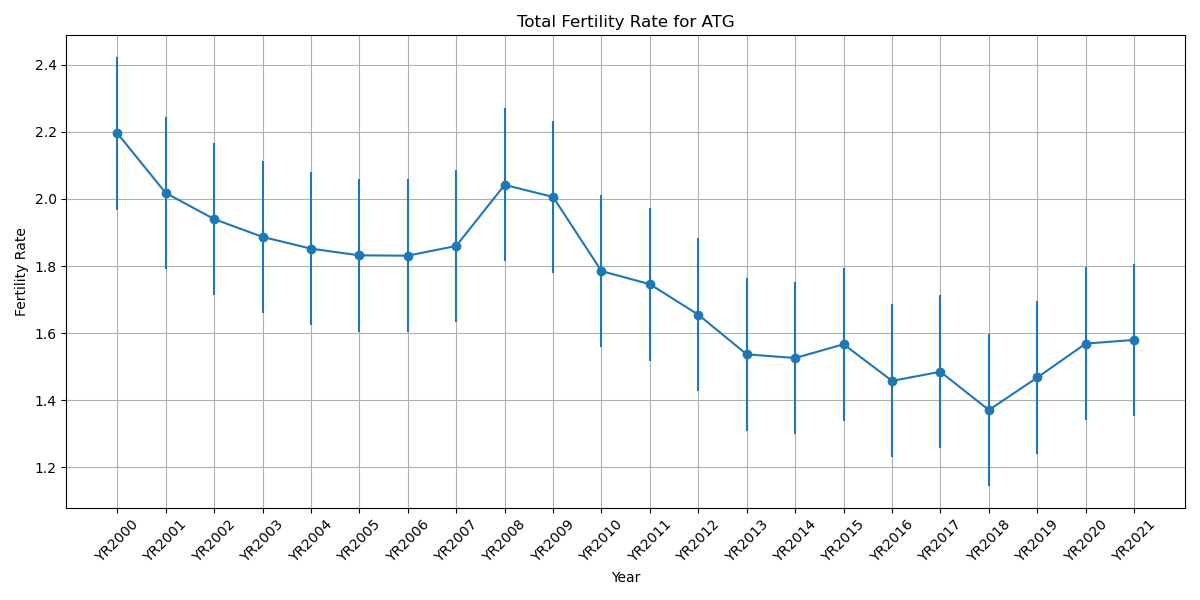 Total Fertility Rate for ATG
Fertility Rate
2.4
2.2
2.0
1.8
1.6
1.4
1.2
YR2000
YR2001
YR2002
YR2003
YR2004
YR2005
YR2006
YR2007
YR2008
YR2009
YR2010
YR2011
YR2012
YR2013
YR2014
YR2015
YR2016
YR2017
YR2018
YR2019
YR2020
YR2021
Year